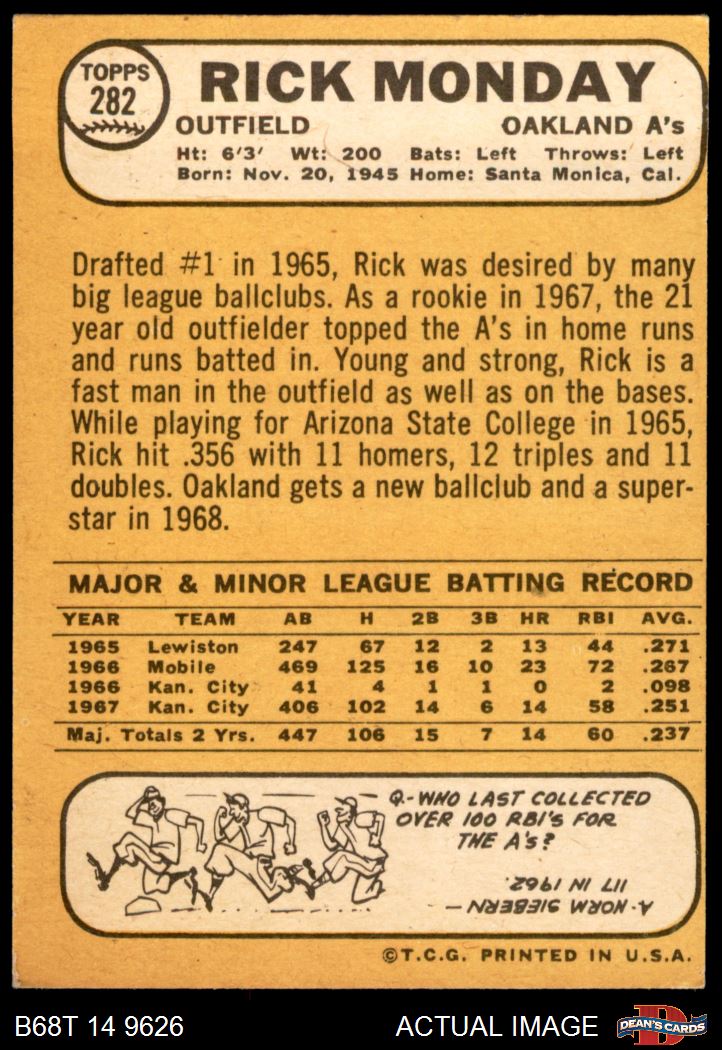 TOPPS
282
RICK MONDAY
OUTFIELD OAKLAND A's
Ht: 6'3' Wt: 200 Bats: Left Throws: Left
Born: Nov. 20, 1945 Home: Santa Monica, Cal.
Drafted #1 in 1965, Rick was desired by many
big league ballclubs. As a rookie in 1967, the 21
year old outfielder topped the A's in home runs
and runs batted in. Young and strong, Rick is a
fast man in the outfield as well as on the bases.
While playing for Arizona State College in 1965,
Rick hit .356 with 11 homers, 12 triples and 11
doubles. Oakland gets a new ballclub and a super-
star in 1968.
MAJOR & MINOR LEAGUE BATTING RECORD
YEAR TEAM AB H 2B 3B HR RBI AVG.
1965 Lewiston 247 67 12 2 13 44 .271
1966 Mobile 469 125 16 10 23 72 .267
1966 Kan. City 41 4 1 1 0 2 .098
1967 Kan. City 406 102 14 6 14 58 .251
Maj. Totals 2 Yrs. 447 106 15 7 14 60 .237
Q-WHO LAST COLLECTED
OVER 100 RBI'S FOR
THE A's?
A-NORM SIEBERN —
117 IN 1962.
©T.C.G. PRINTED IN U.S.A.
B68T 14 9626 ACTUAL IMAGE
D
DEAN'S CARDS